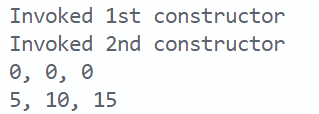 Invoked 1st constructor
Invoked 2nd constructor
0, 0, 0
5, 10, 15